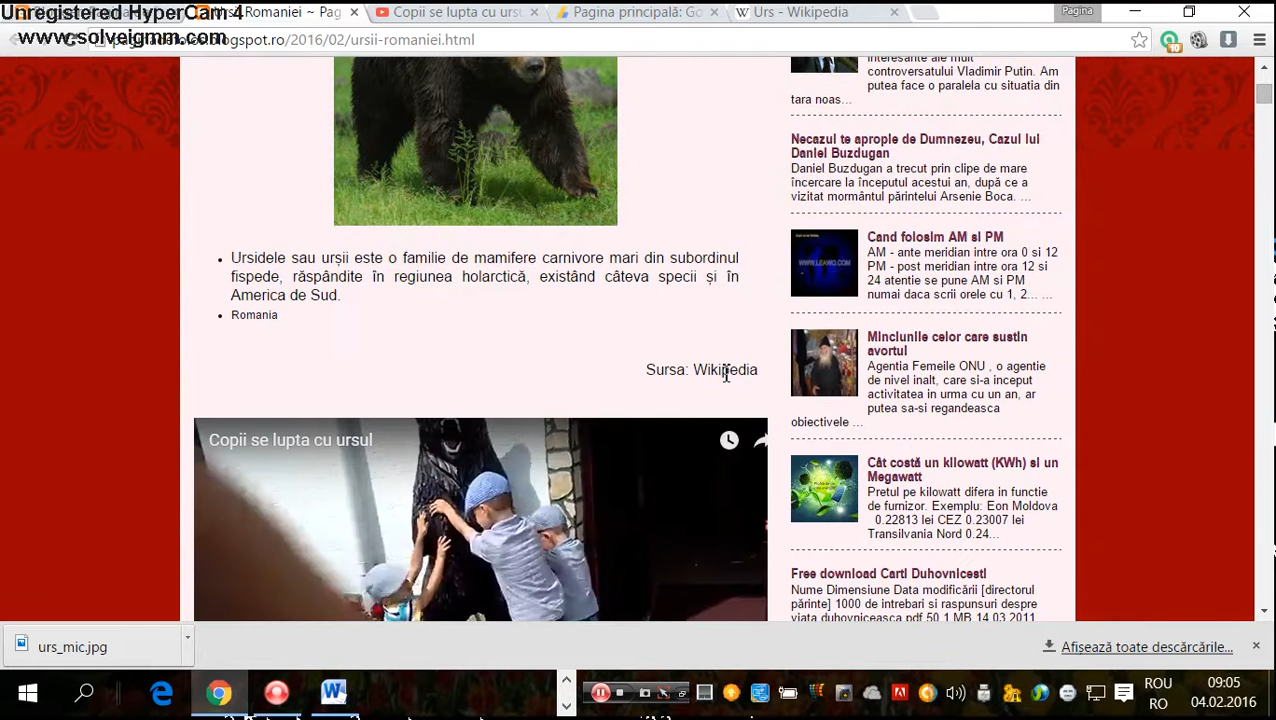 Unregistered HyperCam 4
www.solveigmm.com
Romaniei ~ Pa
Copii se lupta cu ursu
Pagina principală: Go
Urs - Wikipedia
Pagina
blogspot.ro/2016/02/ursii-romaniei.html
10
Ursidele sau urșii este o familie de mamifere carnivore mari din subordinul
fispede, răspândite în regiunea holarctică, existând câteva specii și în
America de Sud.
Romania
Sursa: Wikipedia
Copii se lupta cu ursul
interesante ale mult
controversatului Vladimir Putin. Am
putea face o paralela cu situatia din
tara noas...
Necazul te apropie de Dumnezeu, Cazul lui
Daniel Buzdugan
Daniel Buzdugan a trecut prin clipe de mare
încercare la începutul acestui an, după ce a
vizitat mormântul părintelui Arsenie Boca. ...
Cand folosim AM si PM
AM - ante meridian intre ora 0 si 12
PM - post meridian intre ora 12 si
24 atentie se pune AM si PM
numai daca scrii orele cu 1, 2... ...
WWW.LEAWO.COM
Minciunile celor care sustin
avortul
Agentia Femeile ONU , o agentie
de nivel inalt, care si-a inceput
activitatea in urma cu un an, ar
putea sa-si regandeasca
obiectivele ...
Cât costă un kilowatt (KWh) si un
Megawatt
Pretul pe kilowatt difera in functie
de furnizor. Exemplu: Eon Moldova
0.22813 lei CEZ 0.23007 lei
Transilvania Nord 0.24...
Free download Carti Duhovnicesti
Nume Dimensiune Data modificării [directorul
părinte] 1000 de intrebari si raspunsuri despre
viata duhovniceasca.pdf 50.1 MB 14.03.2011
urs_mic.jpg
Afișează toate descărcările...
ROU
RO
09:05
04.02.2016